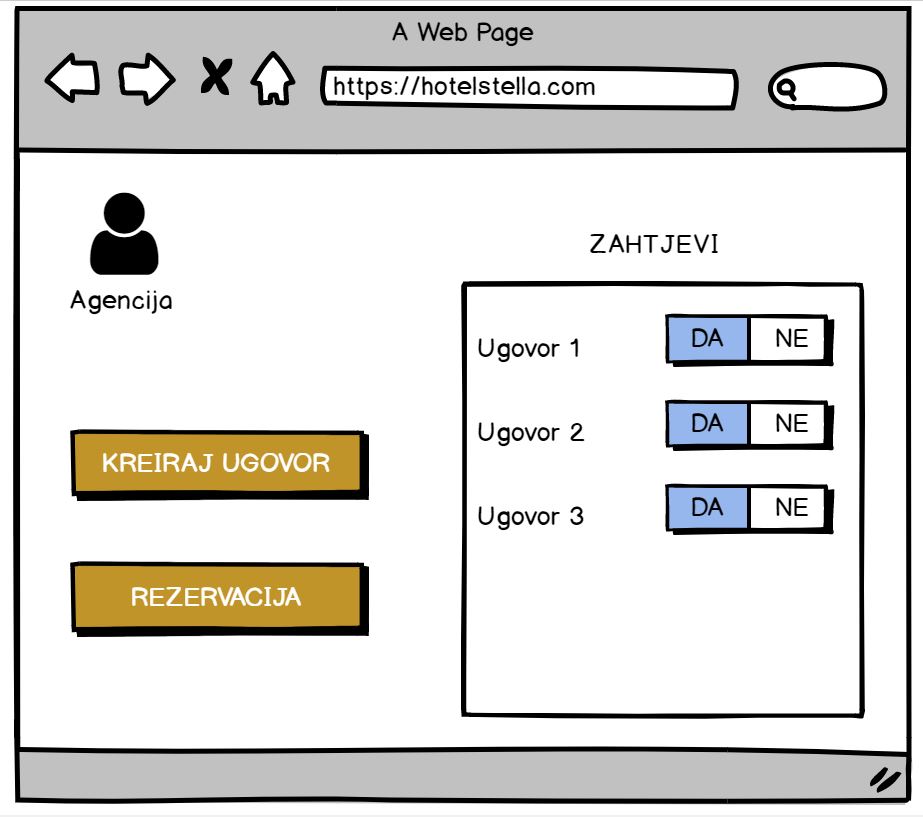 A Web Page
https://hotelstella.com
Agencija
KREIRAJ UGOVOR
REZERVACIJA
ZAHTJEVI
Ugovor 1 DA NE
Ugovor 2 DA NE
Ugovor 3 DA NE